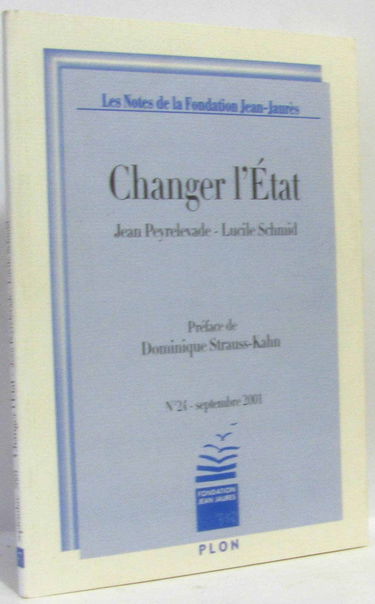 Les Notes de la Fondation Jean-Jaurès
Changer l'État
Jean Peyrelevade - Lucile Schmid
Préface de
Dominique Strauss-Kahn
N°24 - septembre 2001
FONDATION
JEAN JAURES
PLON